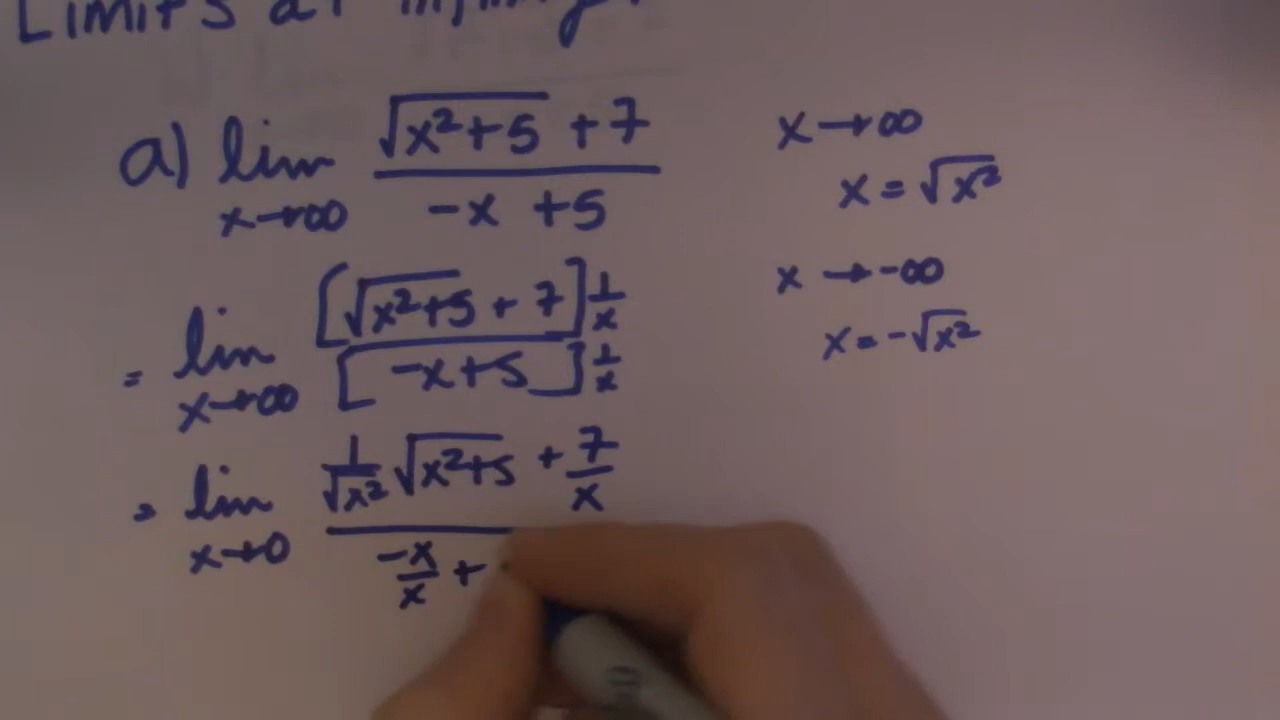 Limits at infinity.
a) lim x→∞ (√(x²+5) + 7) / (-x + 5)
x→∞
x = √x²
x → -∞
x = -√x²
= lim x→∞ [√(x²+5) + 7] 1/x / [-x+5] 1/x
= lim x→0 (1/√x² √(x²+5) + 7/x) / (-x/x +